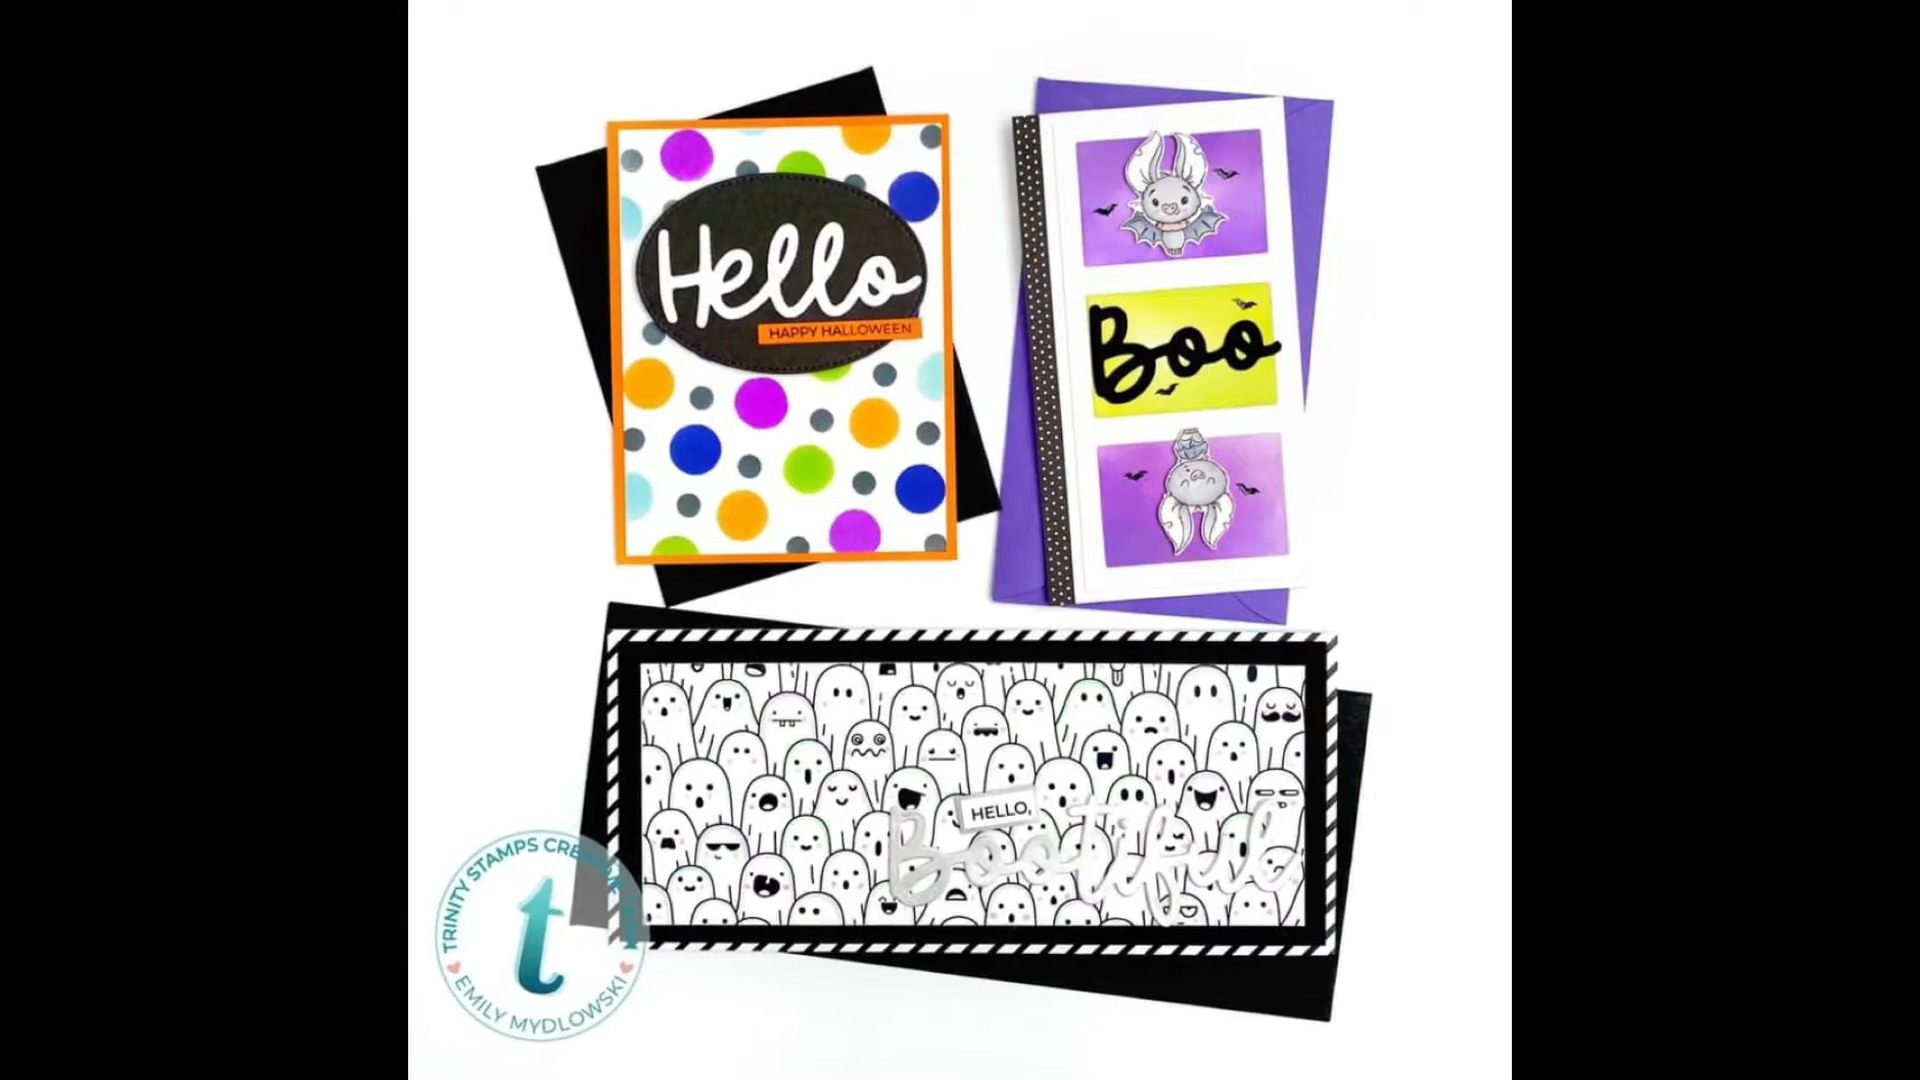 Hello
HAPPY HALLOWEEN
Boo
HELLO,
Bootiful
TRINITY STAMPS CREATIVE
t
EMILY MYDLOWSKI